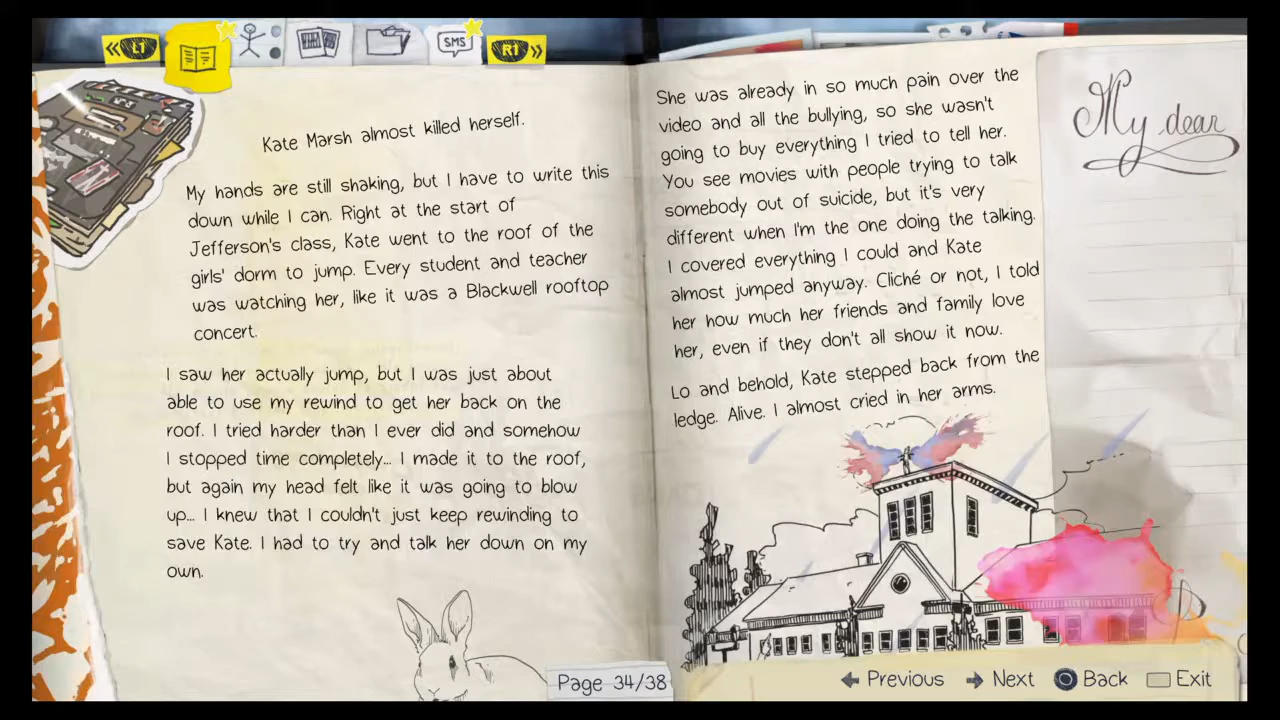 L1
SMS
R1
Kate Marsh almost killed herself.
My hands are still shaking, but I have to write this
down while I can. Right at the start of
Jefferson's class, Kate went to the roof of the
girls' dorm to jump. Every student and teacher
was watching her, like it was a Blackwell rooftop
concert.
I saw her actually jump, but I was just about
able to use my rewind to get her back on the
roof. I tried harder than I ever did and somehow
I stopped time completely... I made it to the roof,
but again my head felt like it was going to blow
up... I knew that I couldn't just keep rewinding to
save Kate. I had to try and talk her down on my
own.
She was already in so much pain over the
video and all the bullying, so she wasn't
going to buy everything I tried to tell her.
You see movies with people trying to talk
somebody out of suicide, but it's very
different when I'm the one doing the talking.
I covered everything I could and Kate
almost jumped anyway. Cliché or not, I told
her how much her friends and family love
her, even if they don't all show it now.
Lo and behold, Kate stepped back from the
ledge. Alive. I almost cried in her arms.
My dear
Page 34/38
Previous
Next
Back
Exit